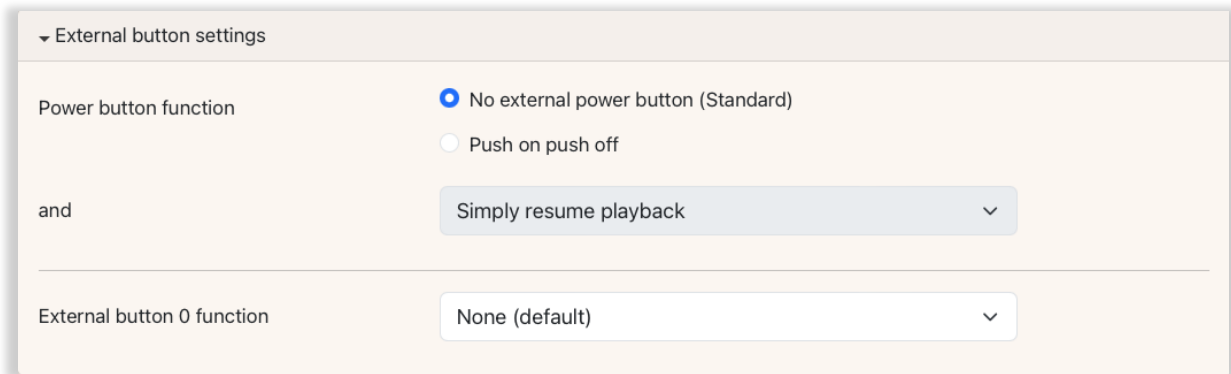 External button settings
Power button function
No external power button (Standard)
Push on push off
and
Simply resume playback
External button 0 function
None (default)